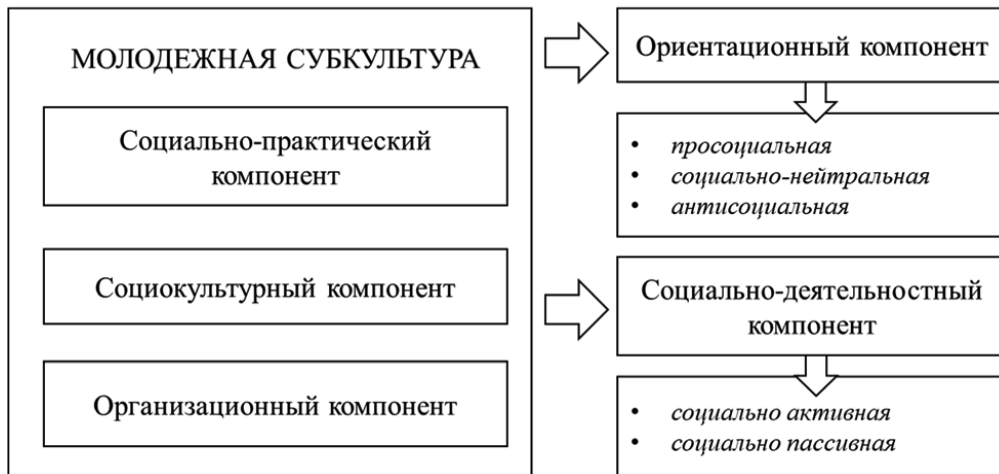 МОЛОДЕЖНАЯ СУБКУЛЬТУРА
Социально-практический
компонент
Социокультурный компонент
Организационный компонент
Ориентационный компонент
• просоциальная
• социально-нейтральная
• антисоциальная
Социально-деятельностный
компонент
• социально активная
• социально пассивная